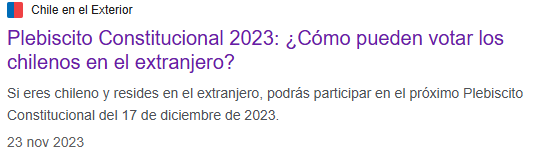 Chile en el Exterior
Plebiscito Constitucional 2023: ¿Cómo pueden votar los
chilenos en el extranjero?
Si eres chileno y resides en el extranjero, podrás participar en el próximo Plebiscito
Constitucional del 17 de diciembre de 2023.
23 nov 2023